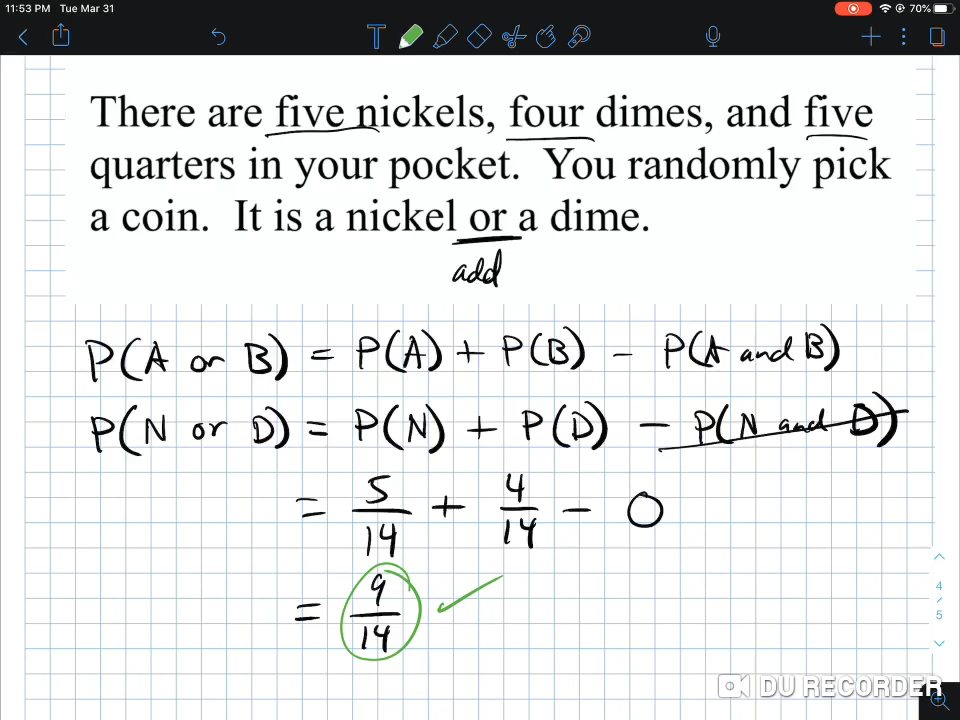 11:53 PM Tue Mar 31
70%
There are five nickels, four dimes, and five
quarters in your pocket. You randomly pick
a coin. It is a nickel or a dime.
add
P(A or B) = P(A) + P(B) - P(A and B)
P(N or D) = P(N) + P(D) - P(N and D)
= 5/14 + 4/14 - 0
= 9/14 ✓
4
5
DU RECORDER